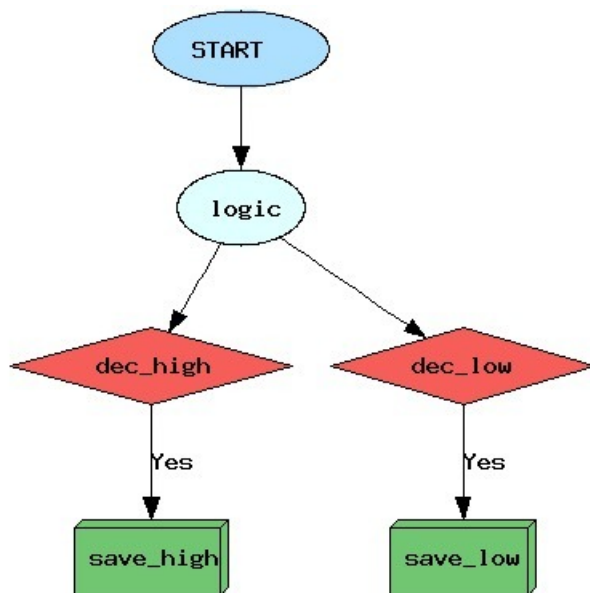 START
logic
dec_high
dec_low
Yes
Yes
save_high
save_low